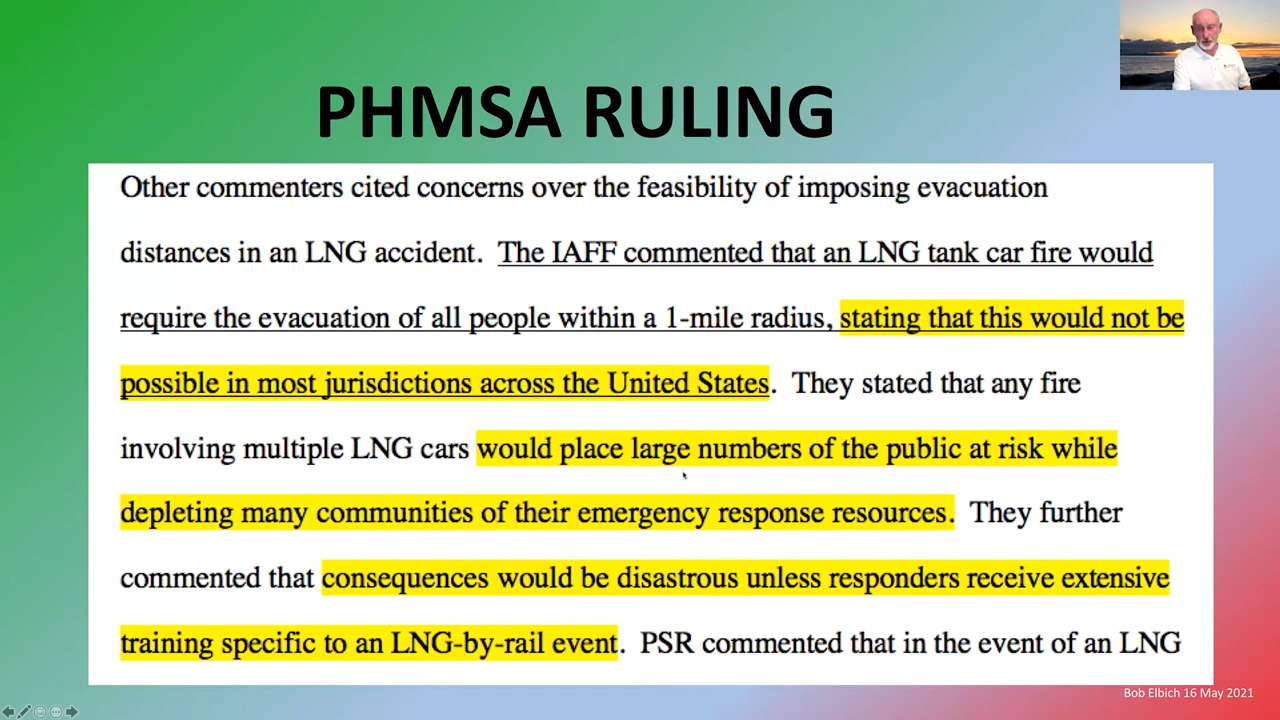 PHMSA RULING
Other commenters cited concerns over the feasibility of imposing evacuation
distances in an LNG accident. The IAFF commented that an LNG tank car fire would
require the evacuation of all people within a 1-mile radius, stating that this would not be
possible in most jurisdictions across the United States. They stated that any fire
involving multiple LNG cars would place large numbers of the public at risk while
depleting many communities of their emergency response resources. They further
commented that consequences would be disastrous unless responders receive extensive
training specific to an LNG-by-rail event. PSR commented that in the event of an LNG
Bob Elbich 16 May 2021